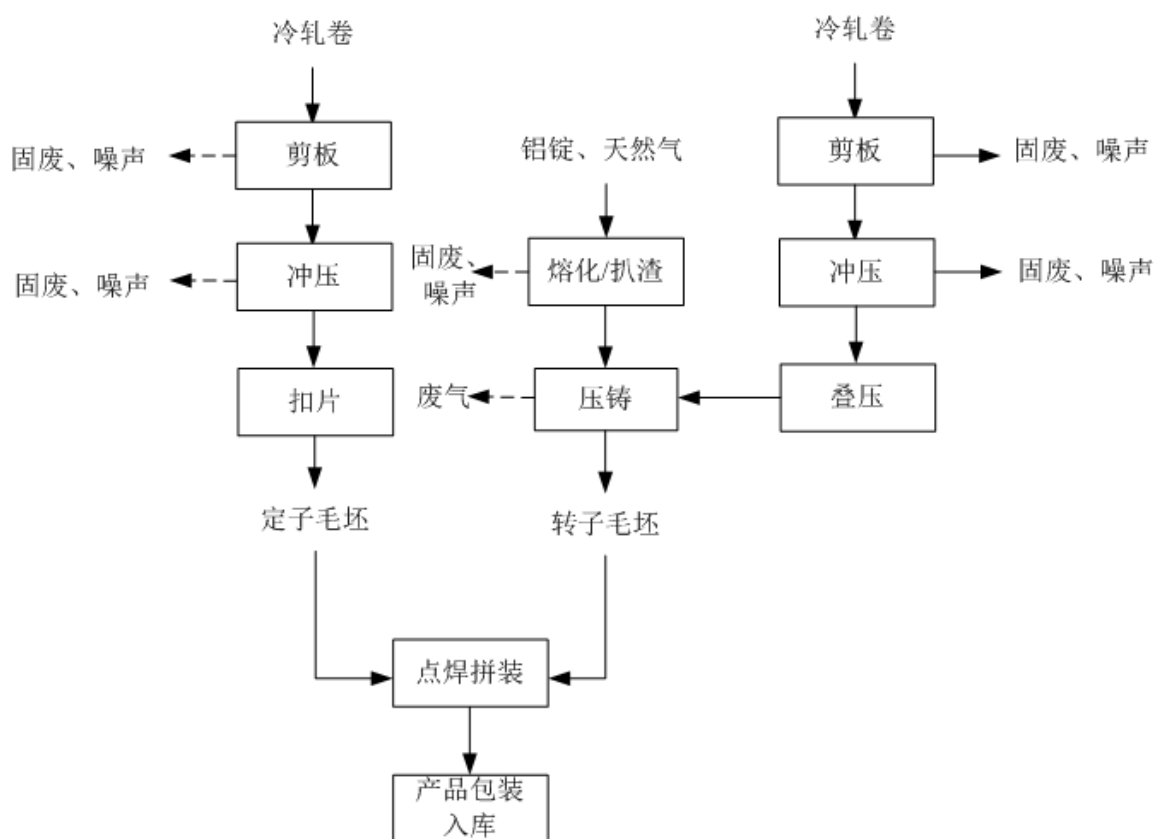 冷轧卷
冷轧卷
固废、噪声
剪板
铝锭、天然气
剪板
固废、噪声
固废、噪声
冲压
固废、
噪声
熔化/扒渣
冲压
固废、噪声
扣片
废气
压铸
叠压
定子毛坯
转子毛坯
点焊拼装
产品包装
入库